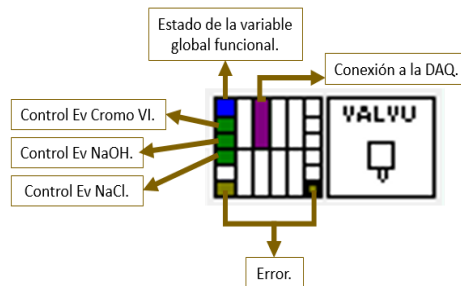 Estado de la variable
global funcional.
Conexión a la DAQ.
Control Ev Cromo VI.
Control Ev NaOH.
Control Ev NaCl.
VALVU
Error.